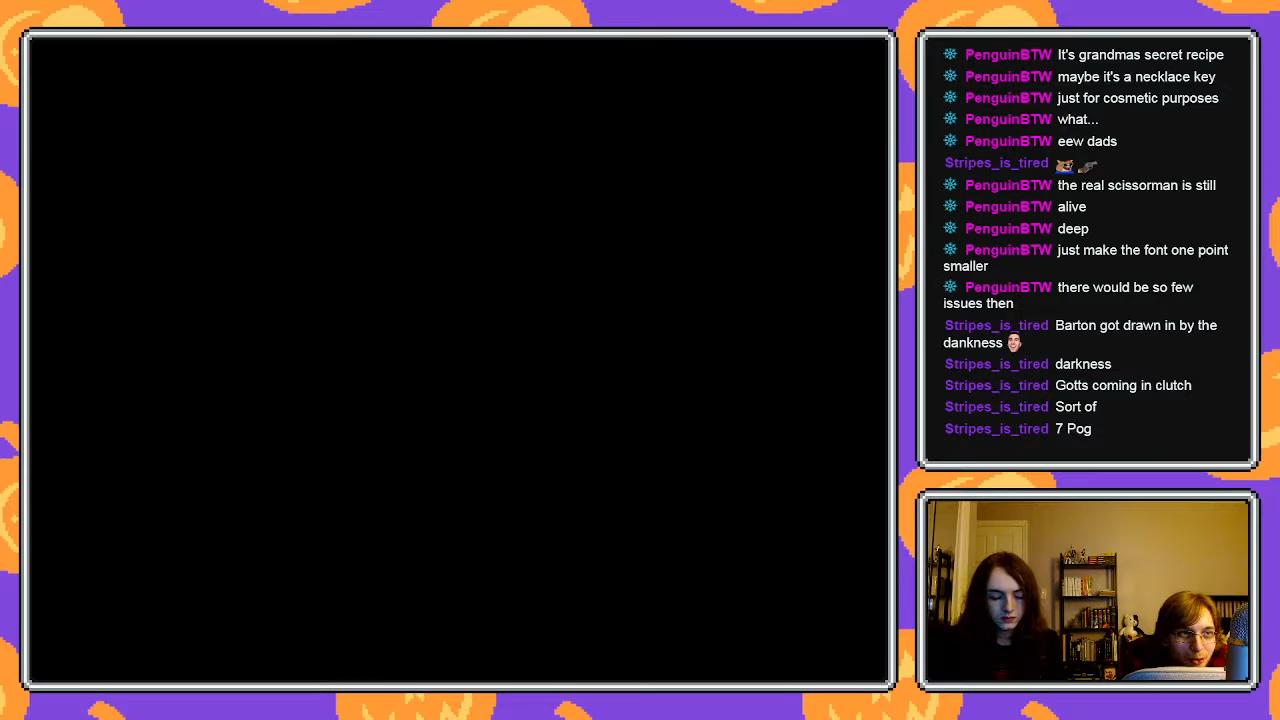 PenguinBTW It's grandmas secret recipe
PenguinBTW maybe it's a necklace key
PenguinBTW just for cosmetic purposes
PenguinBTW what...
PenguinBTW eew dads
Stripes_is_tired
PenguinBTW the real scissorman is still
PenguinBTW alive
PenguinBTW deep
PenguinBTW just make the font one point
smaller
PenguinBTW there would be so few
issues then
Stripes_is_tired Barton got drawn in by the
dankness
Stripes_is_tired darkness
Stripes_is_tired Gotts coming in clutch
Stripes_is_tired Sort of
Stripes_is_tired 7 Pog